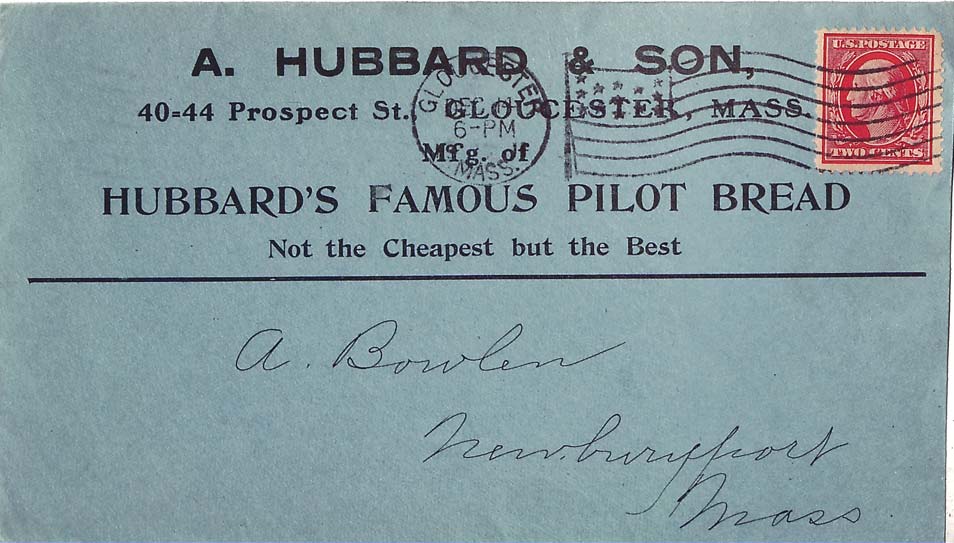 A. HUBBARD & SON,
40=44 Prospect St., GLOUCESTER, MASS.
Mfg. of
HUBBARD'S FAMOUS PILOT BREAD
Not the Cheapest but the Best
GLOUCESTER
DEC
6-PM
MASS.
U.S. POSTAGE
TWO CENTS
A. Bowlen
Newburyport
Mass